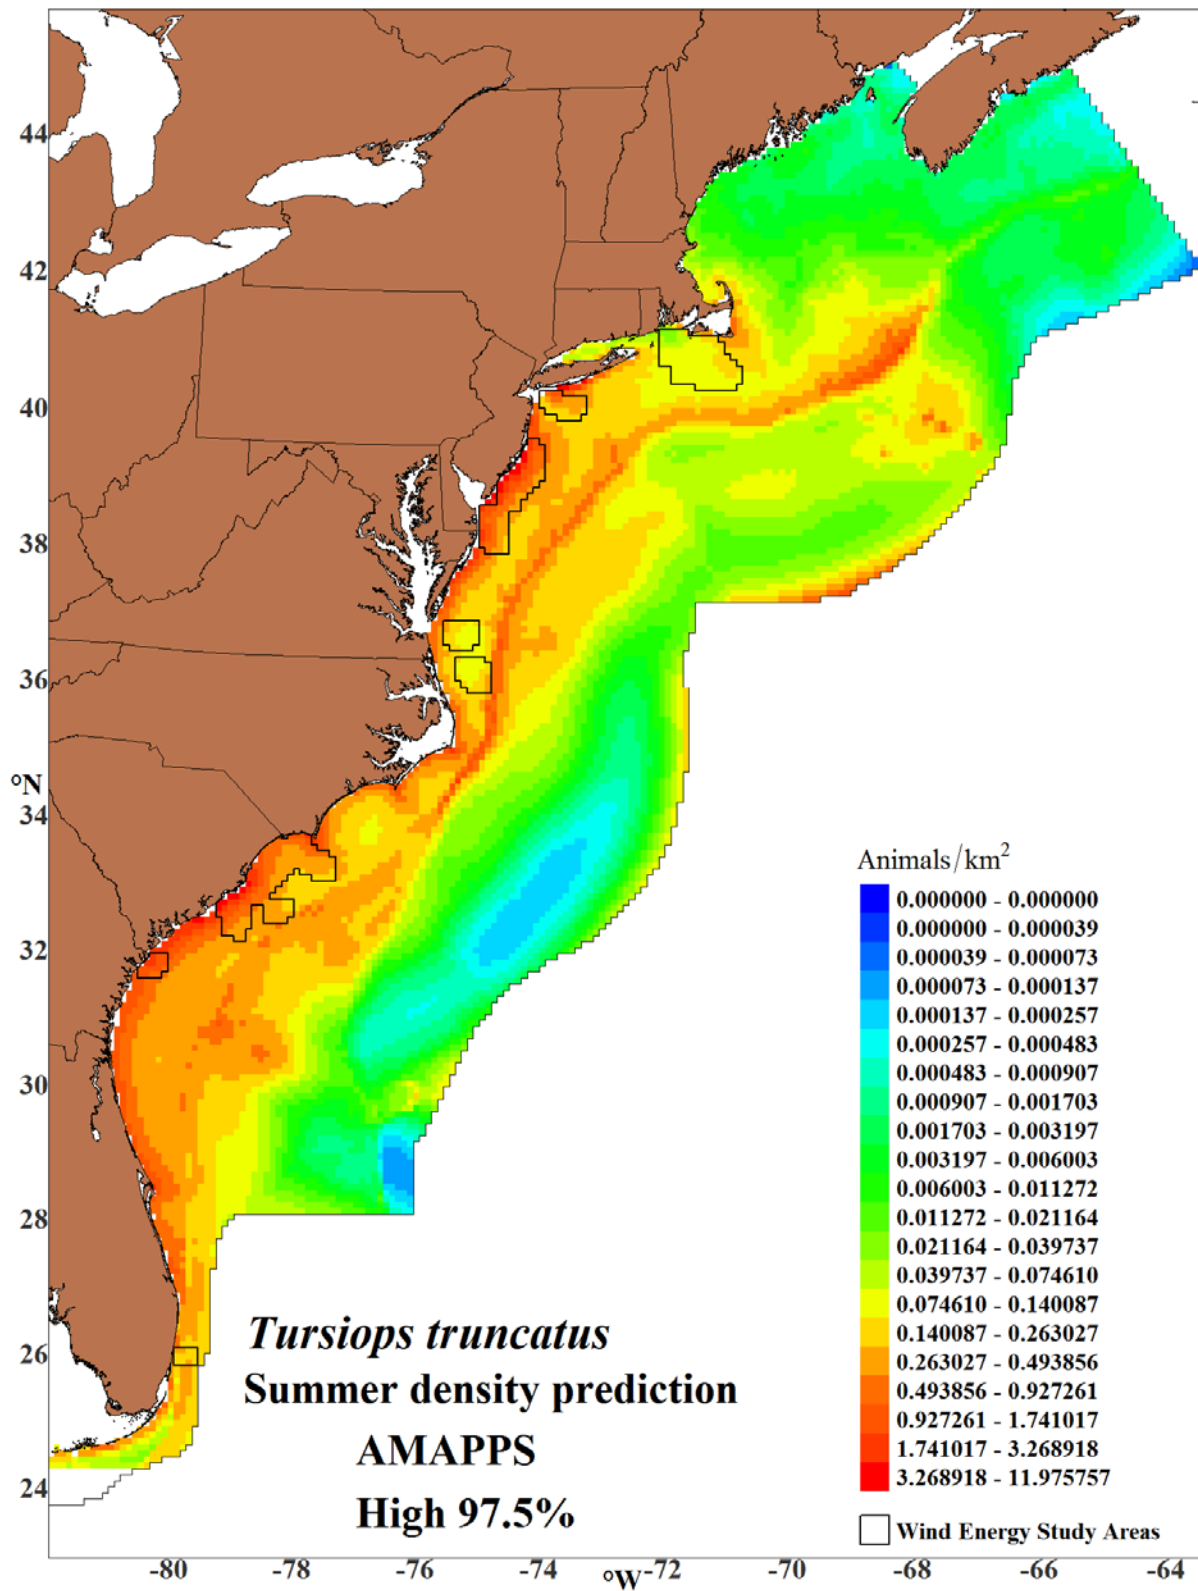 44
42
40
38
36
°N
34
32
30
28
26
24
Animals/km²
0.000000 - 0.000000
0.000000 - 0.000039
0.000039 - 0.000073
0.000073 - 0.000137
0.000137 - 0.000257
0.000257 - 0.000483
0.000483 - 0.000907
0.000907 - 0.001703
0.001703 - 0.003197
0.003197 - 0.006003
0.006003 - 0.011272
0.011272 - 0.021164
0.021164 - 0.039737
0.039737 - 0.074610
0.074610 - 0.140087
0.140087 - 0.263027
0.263027 - 0.493856
0.493856 - 0.927261
0.927261 - 1.741017
1.741017 - 3.268918
3.268918 - 11.975757
Wind Energy Study Areas
Tursiops truncatus
Summer density prediction
AMAPPS
High 97.5%
-80 -78 -76 -74 °W -72 -70 -68 -66 -64